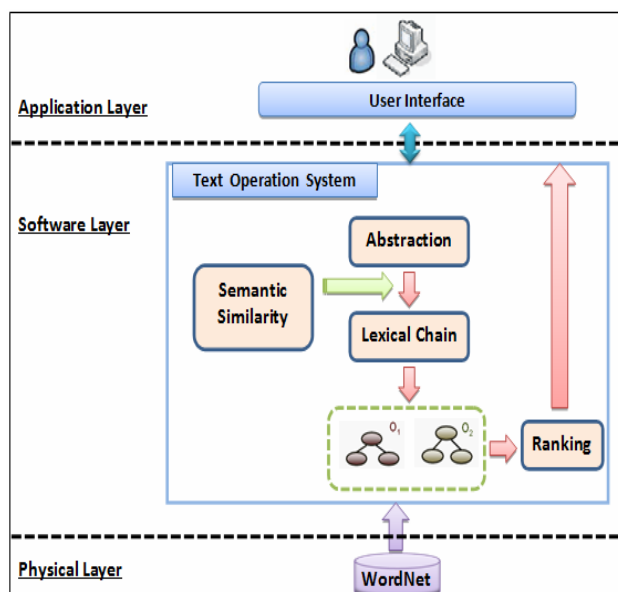 User Interface
Application Layer
Text Operation System
Software Layer
Abstraction
Semantic
Similarity
Lexical Chain
O1
O2
Ranking
Physical Layer
WordNet